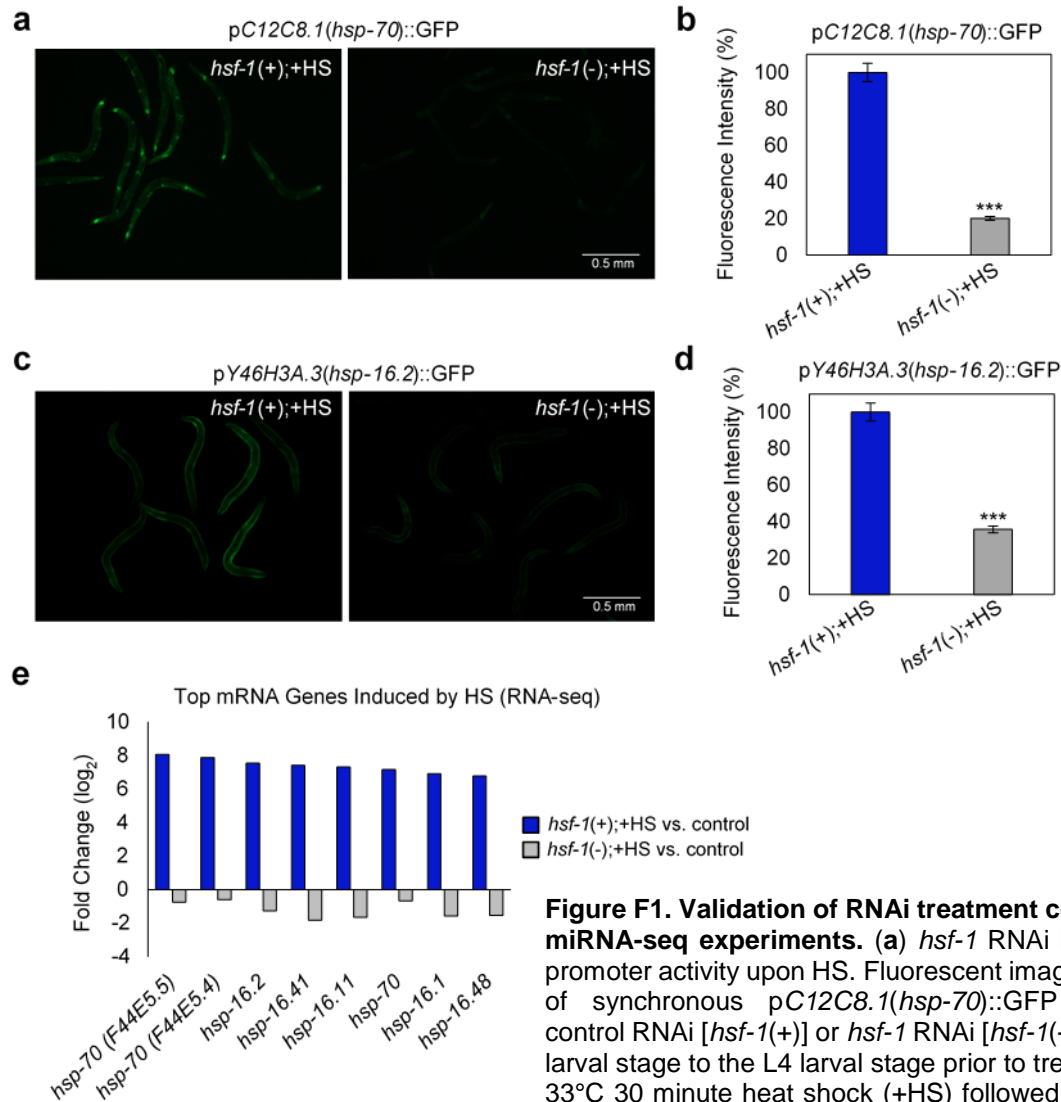 a
pC12C8.1(hsp-70)::GFP
hsf-1(+);+HS
hsf-1(-);+HS
0.5 mm
b
pC12C8.1(hsp-70)::GFP
Fluorescence Intensity (%)
100
80
60
40
20
0
***
hsf-1(+);+HS
hsf-1(-);+HS
c
pY46H3A.3(hsp-16.2)::GFP
hsf-1(+);+HS
hsf-1(-);+HS
0.5 mm
d
pY46H3A.3(hsp-16.2)::GFP
Fluorescence Intensity (%)
100
80
60
40
20
0
***
hsf-1(+);+HS
hsf-1(-);+HS
e
Top mRNA Genes Induced by HS (RNA-seq)
Fold Change (log2)
10
8
6
4
2
0
-2
-4
hsp-70 (F44E5.5)
hsp-70 (F44E5.4)
hsp-16.2
hsp-16.41
hsp-16.11
hsp-70
hsp-16.1
hsp-16.48
hsf-1(+);+HS vs. control
hsf-1(-);+HS vs. control
Figure F1. Validation of RNAi treatment
miRNA-seq experiments. (a) hsf-1 RNAi
promoter activity upon HS. Fluorescent
of synchronous pC12C8.1(hsp-70)::GFP
control RNAi [hsf-1(+)] or hsf-1 RNAi
larval stage to the L4 larval stage prior to
33°C 30 minute heat shock (+HS) followed